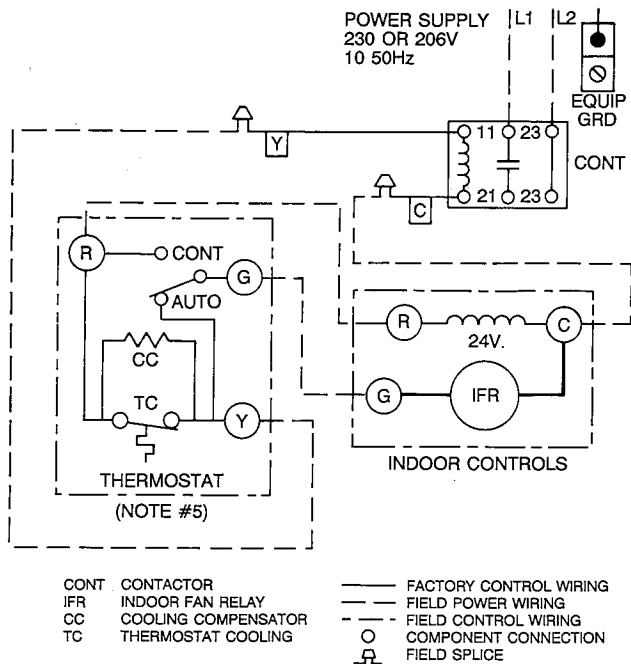 POWER SUPPLY
230 OR 206V
10 50Hz
L1
L2
EQUIP
GRD
11
23
CONT
21
23
Y
C
R
CONT
G
AUTO
CC
TC
Y
THERMOSTAT
(NOTE #5)
R
24V.
C
G
IFR
INDOOR CONTROLS
CONT CONTACTOR
IFR INDOOR FAN RELAY
CC COOLING COMPENSATOR
TC THERMOSTAT COOLING
FACTORY CONTROL WIRING
FIELD POWER WIRING
FIELD CONTROL WIRING
COMPONENT CONNECTION
FIELD SPLICE